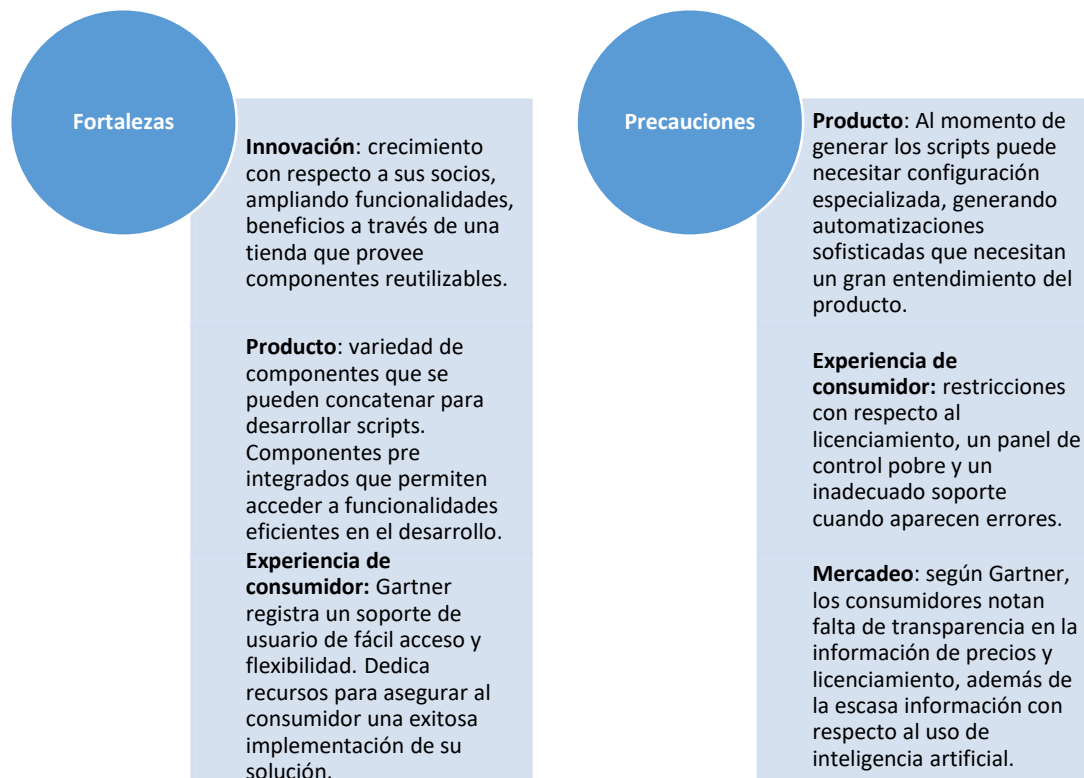 Fortalezas
Innovación: crecimiento
con respecto a sus socios,
ampliando funcionalidades,
beneficios a través de una
tienda que provee
componentes reutilizables.
Producto: variedad de
componentes que se
pueden concatenar para
desarrollar scripts.
Componentes pre
integrados que permiten
acceder a funcionalidades
eficientes en el desarrollo.
Experiencia de
consumidor: Gartner
registra un soporte de
usuario de fácil acceso y
flexibilidad. Dedica
recursos para asegurar al
consumidor una exitosa
implementación de su
solución.
Precauciones
Producto: Al momento de
generar los scripts puede
necesitar configuración
especializada, generando
automatizaciones
sofisticadas que necesitan
un gran entendimiento del
producto.
Experiencia de
consumidor: restricciones
con respecto al
licenciamiento, un panel de
control pobre y un
inadecuado soporte
cuando aparecen errores.
Mercadeo: según Gartner,
los consumidores notan
falta de transparencia en la
información de precios y
licenciamiento, además de
la escasa información con
respecto al uso de
inteligencia artificial.